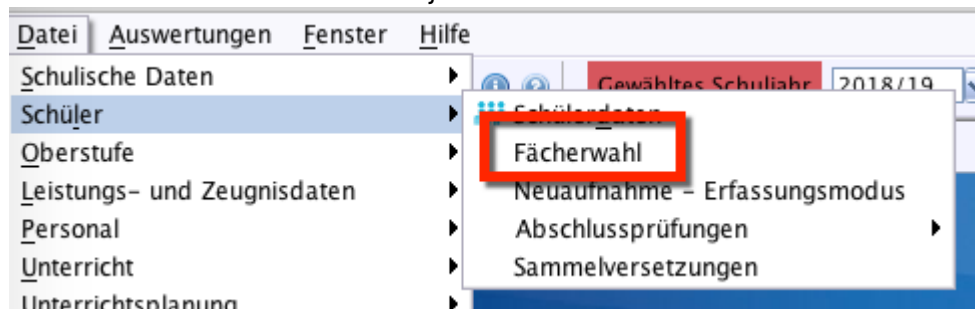 Datei Auswertungen Fenster Hilfe
Schulische Daten
Gewähltes Schuljahr 2018/19
Schüler
Schülerdaten
Oberstufe
Fächerwahl
Leistungs- und Zeugnisdaten
Neuaufnahme - Erfassungsmodus
Personal
Abschlussprüfungen
Unterricht
Sammelversetzungen
Unterrichtsplanung